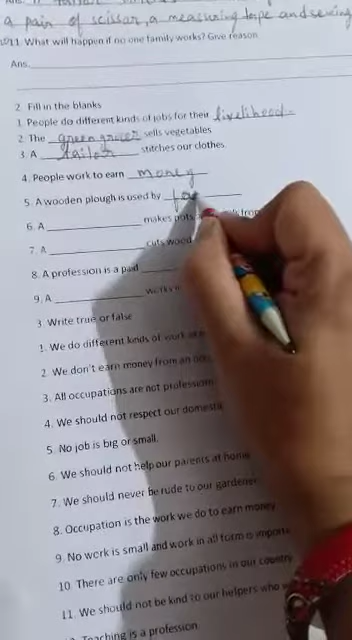 a pair of scissor, a measuring tape and sewing
11. What will happen if no one family works? Give reason
Ans.
2. Fill in the blanks
1. People do different kinds of jobs for their livelihood.
2. The green grocer sells vegetables
3. A tailor stitches our clothes.
4. People work to earn money
5. A wooden plough is used by
6. A makes pots
7. A cuts wood
8. A profession is a paid
9. A works
3. Write true or false
1. We do different kinds of work
2. We don't earn money from an
3. All occupations are not profession
4. We should not respect our
5. No job is big or small.
6. We should not help our parents at home
7. We should never be rude to our gardener
8. Occupation is the work we do to earn money
9. No work is small and work in all form is
10. There are only few occupations in our country
11. We should not be kind to our helpers who
Teaching is a profession.